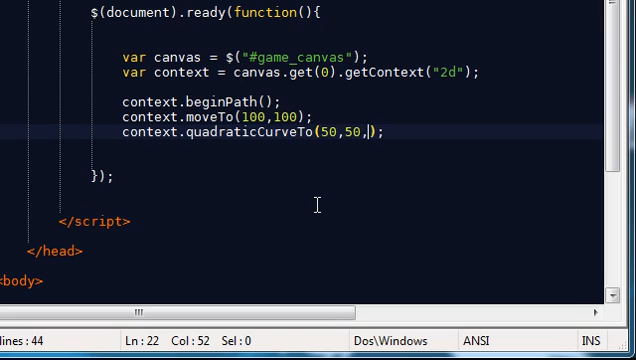 $(document).ready(function(){
var canvas = $("#game_canvas");
var context = canvas.get(0).getContext("2d");
context.beginPath();
context.moveTo(100,100);
context.quadraticCurveTo(50,50,);
});
</script>
</head>
<body>
lines: 44 Ln : 22 Col : 52 Sel : 0 Dos\Windows ANSI INS